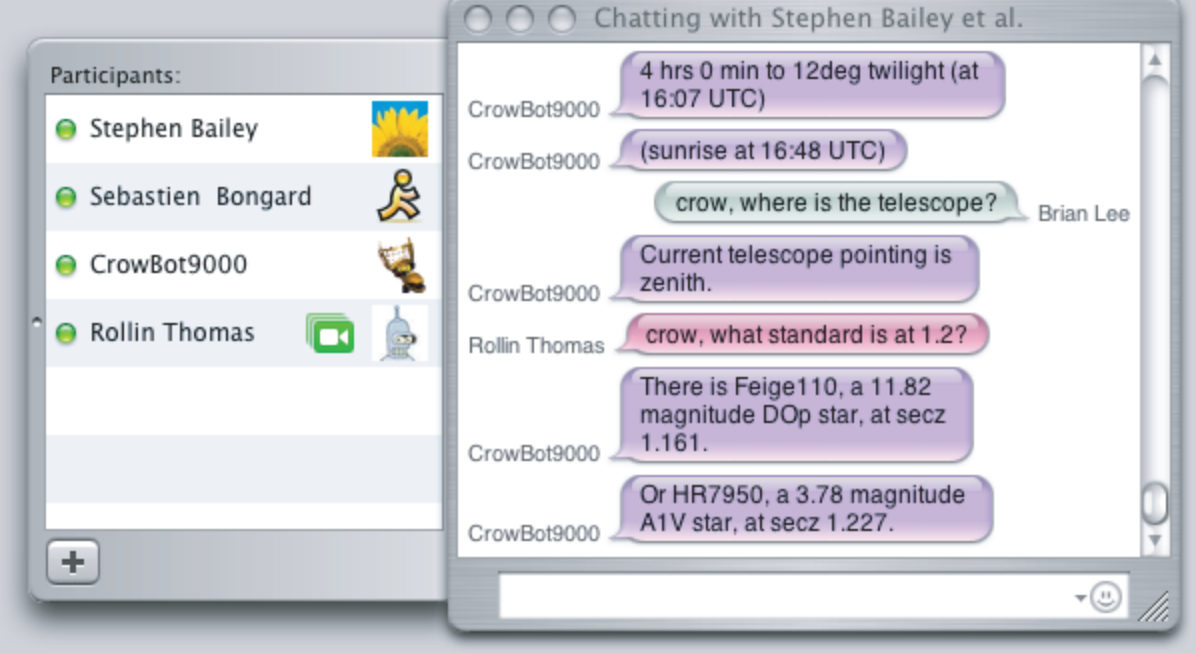 Chatting with Stephen Bailey et al.
Participants:
Stephen Bailey
Sebastien Bongard
CrowBot9000
Rollin Thomas
4 hrs 0 min to 12deg twilight (at
16:07 UTC)
CrowBot9000
(sunrise at 16:48 UTC)
CrowBot9000
crow, where is the telescope?
Brian Lee
Current telescope pointing is
zenith.
CrowBot9000
crow, what standard is at 1.2?
Rollin Thomas
There is Feige110, a 11.82
magnitude DOp star, at secz
1.161.
CrowBot9000
Or HR7950, a 3.78 magnitude
A1V star, at secz 1.227.
CrowBot9000